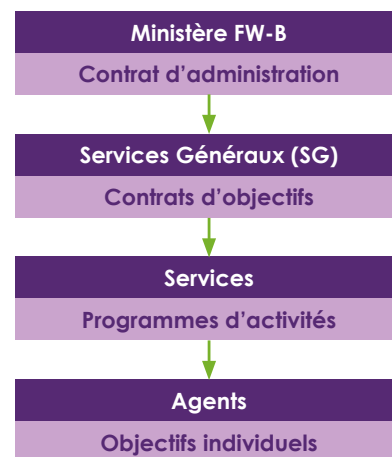 Ministère FW-B
Contrat d’administration
Services Généraux (SG)
Contrats d’objectifs
Services
Programmes d’activités
Agents
Objectifs individuels